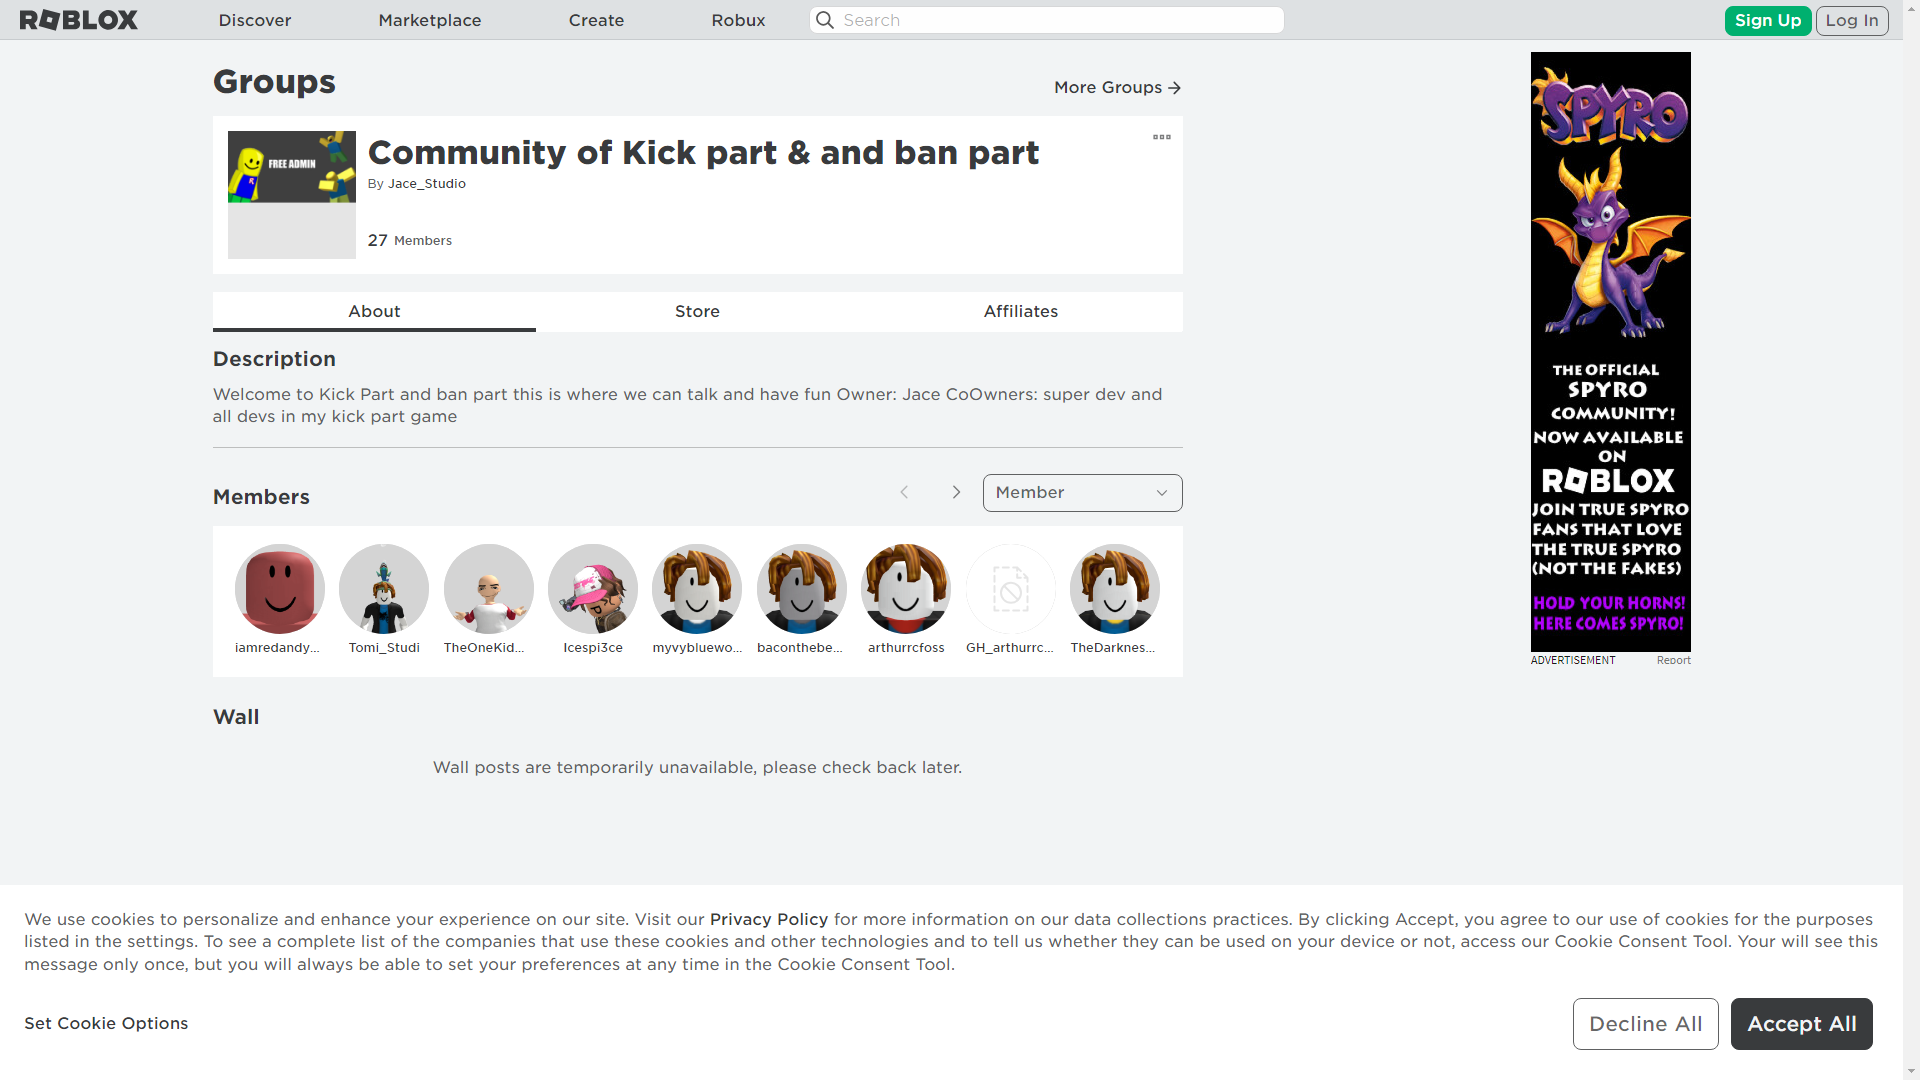 ROBLOX
Discover
Marketplace
Create
Robux
Search
Sign Up
Log In
Groups
More Groups
FREE ADMIN
Community of Kick part & and ban part
By Jace_Studio
27 Members
About
Store
Affiliates
Description
Welcome to Kick Part and ban part this is where we can talk and have fun Owner: Jace CoOwners: super dev and
all devs in my kick part game
Members
Member
iamredandy...
Tomi_Studi
TheOneKid...
Icespi3ce
myvybluewo...
baconthebe...
arthurrcfoss
GH_arthurrc...
TheDarknes...
Wall
Wall posts are temporarily unavailable, please check back later.
SPYRO
THE OFFICIAL
SPYRO
COMMUNITY!
NOW AVAILABLE
ON
ROBLOX
JOIN TRUE SPYRO
FANS THAT LOVE
THE TRUE SPYRO
(NOT THE FAKES)
HOLD YOUR HORNS!
HERE COMES SPYRO!
ADVERTISEMENT
Report
We use cookies to personalize and enhance your experience on our site. Visit our Privacy Policy for more information on our data collections practices. By clicking Accept, you agree to our use of cookies for the purposes
listed in the settings. To see a complete list of the companies that use these cookies and other technologies and to tell us whether they can be used on your device or not, access our Cookie Consent Tool. Your will see this
message only once, but you will always be able to set your preferences at any time in the Cookie Consent Tool.
Set Cookie Options
Decline All
Accept All